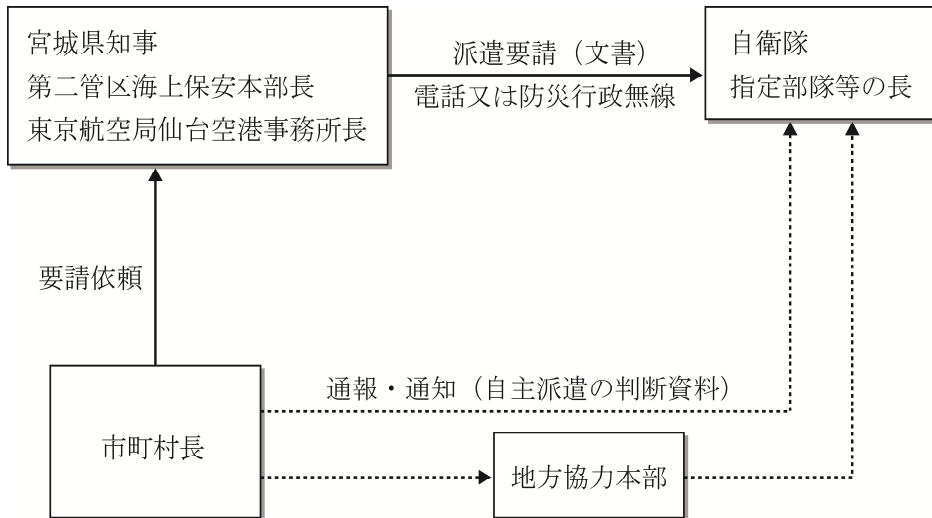 宮城県知事
第二管区海上保安本部長
東京航空局仙台空港事務所長
派遣要請（文書）
電話又は防災行政無線
自衛隊
指定部隊等の長
要請依頼
通報・通知（自主派遣の判断資料）
市町村長
地方協力本部